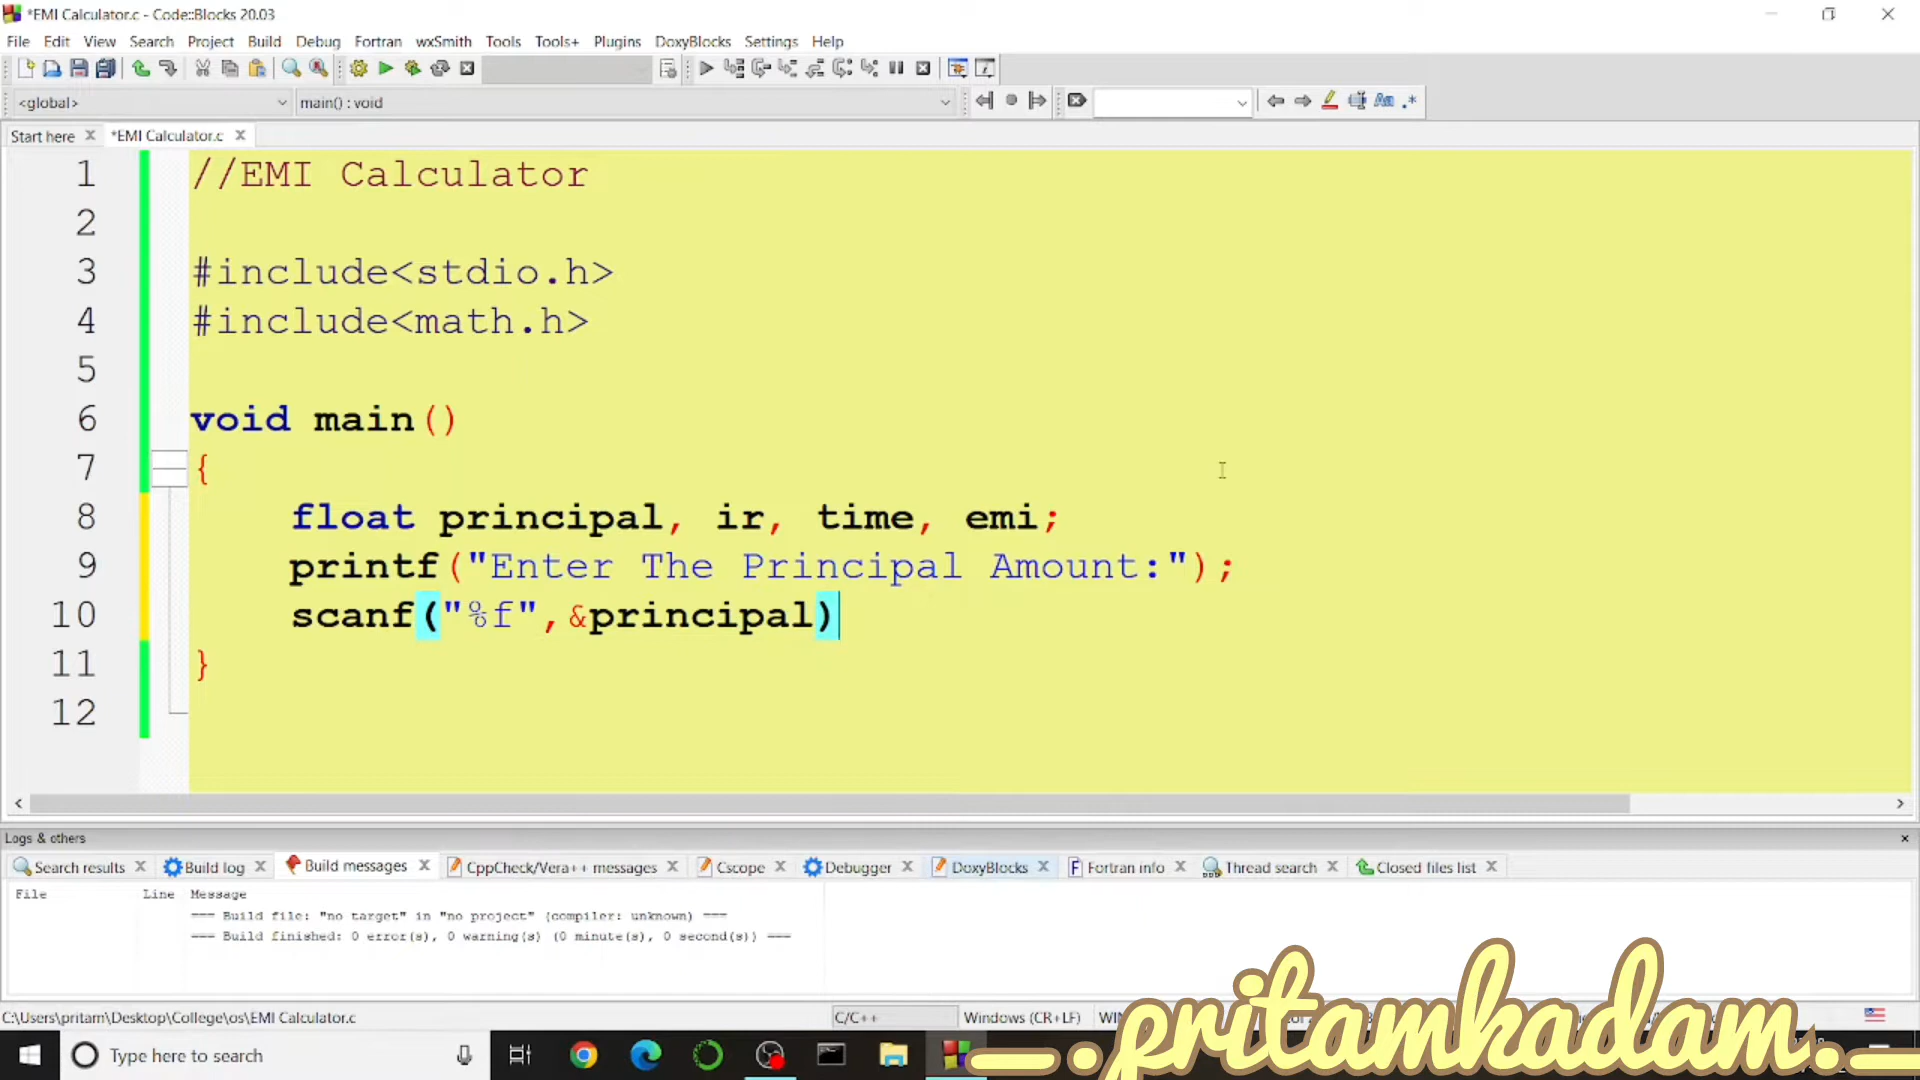 *EMI Calculator.c - Code::Blocks 20.03
File Edit View Search Project Build Debug Fortran wxSmith Tools Tools+ Plugins DoxyBlocks Settings Help
<global> main() : void
Start here *EMI Calculator.c
1 //EMI Calculator
2
3 #include<stdio.h>
4 #include<math.h>
5
6 void main()
7 {
8 float principal, ir, time, emi;
9 printf("Enter The Principal Amount:");
10 scanf("%f",&principal)
11 }
12
Logs & others
Search results Build log Build messages CppCheck/Vera++ messages Cscope Debugger DoxyBlocks Fortran info Thread search Closed files list
File Line Message
=== Build file: "no target" in "no project" (compiler: unknown) ===
=== Build finished: 0 error(s), 0 warning(s) (0 minute(s), 0 second(s)) ===
C:\Users\pritam\Desktop\College\os\EMI Calculator.c C/C++ Windows (CR+LF)
Type here to search
_.pritamkadam._